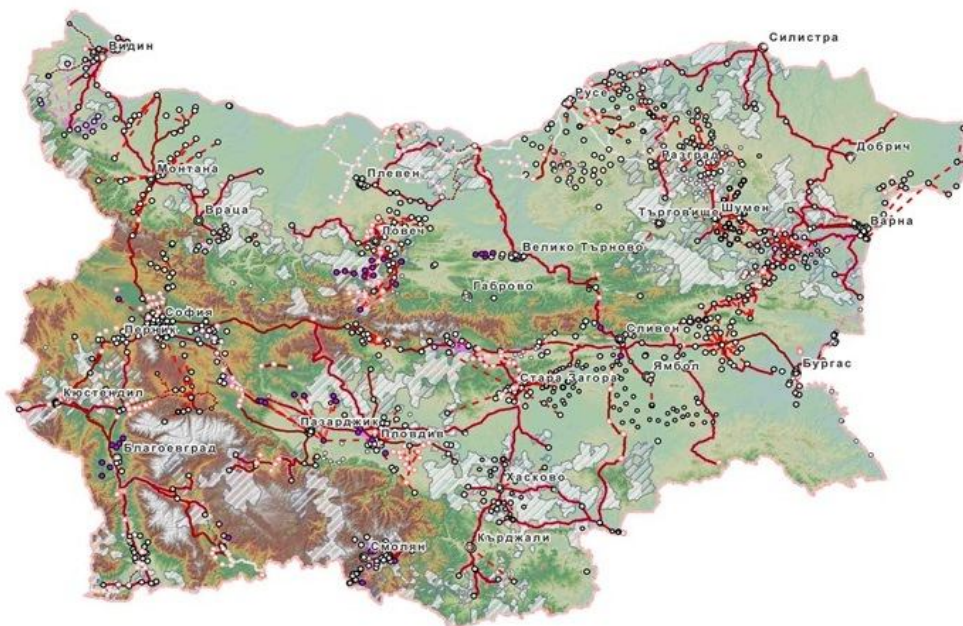 Силистра
Видин
Русе
Добрич
Разград
Монтана
Плевен
Враца
Търговище
Шумен
Варна
Ловеч
Велико Търново
Габрово
София
Перник
Сливен
Бургас
Стара Загора
Ямбол
Кюстендил
Пазарджик
Пловдив
Благоевград
Хасково
Смолян
Кърджали